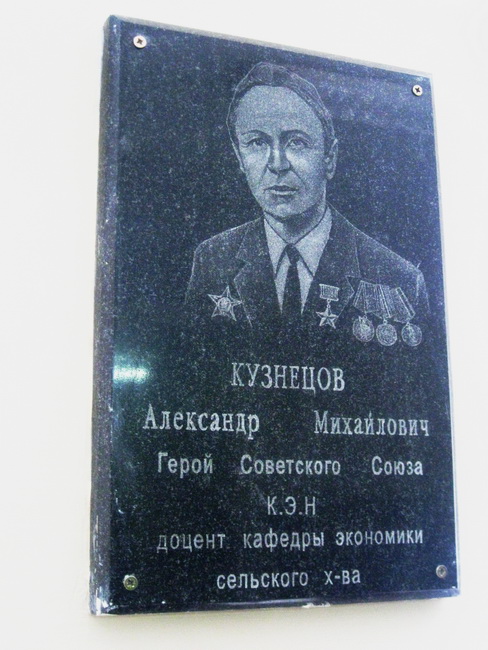 КУЗНЕЦОВ
Александр Михайлович
Герой Советского Союза
К.Э.Н
доцент кафедры экономики
сельского х-ва